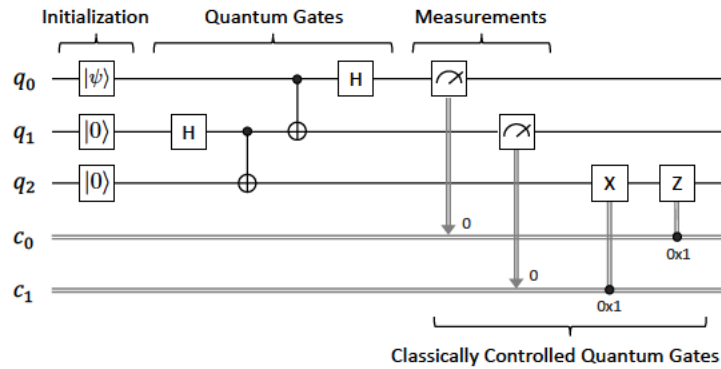 Initialization Quantum Gates Measurements
q₀ |ψ⟩ H
q₁ |0⟩ H
q₂ |0⟩ X Z
c₀ 0 0x1
c₁ 0 0x1
Classically Controlled Quantum Gates